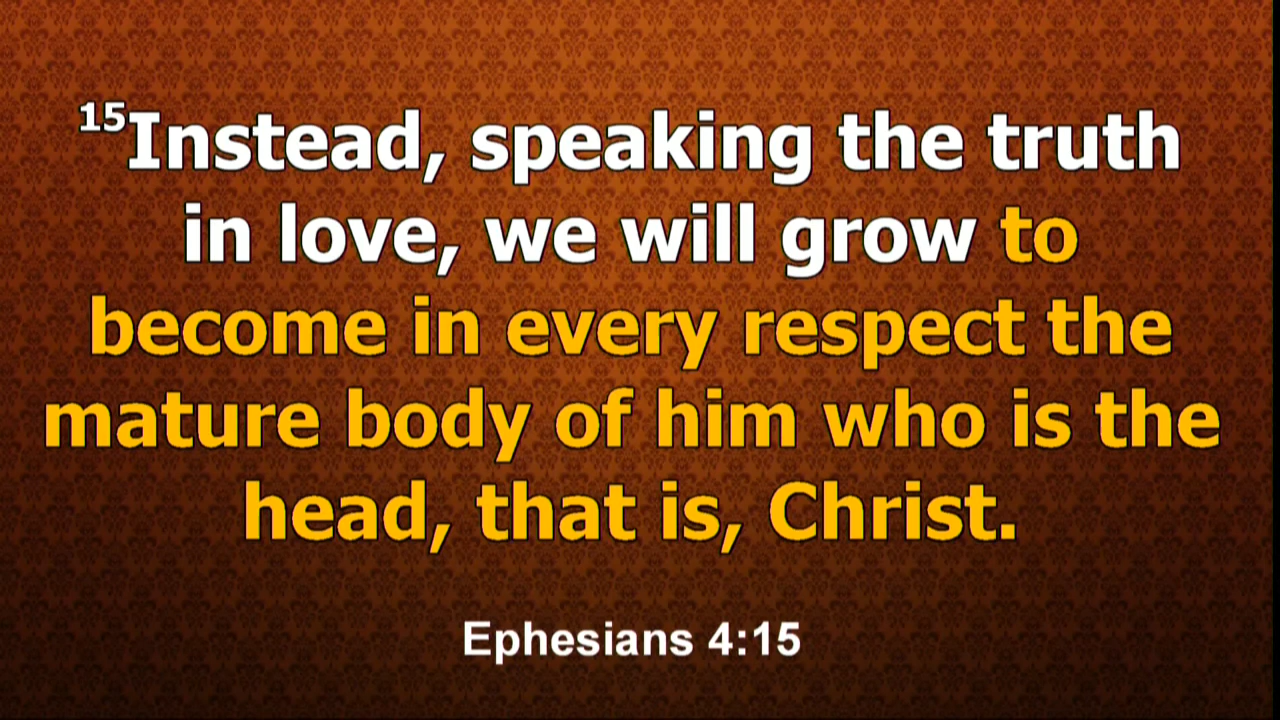 15Instead, speaking the truth
in love, we will grow to
become in every respect the
mature body of him who is the
head, that is, Christ.
Ephesians 4:15